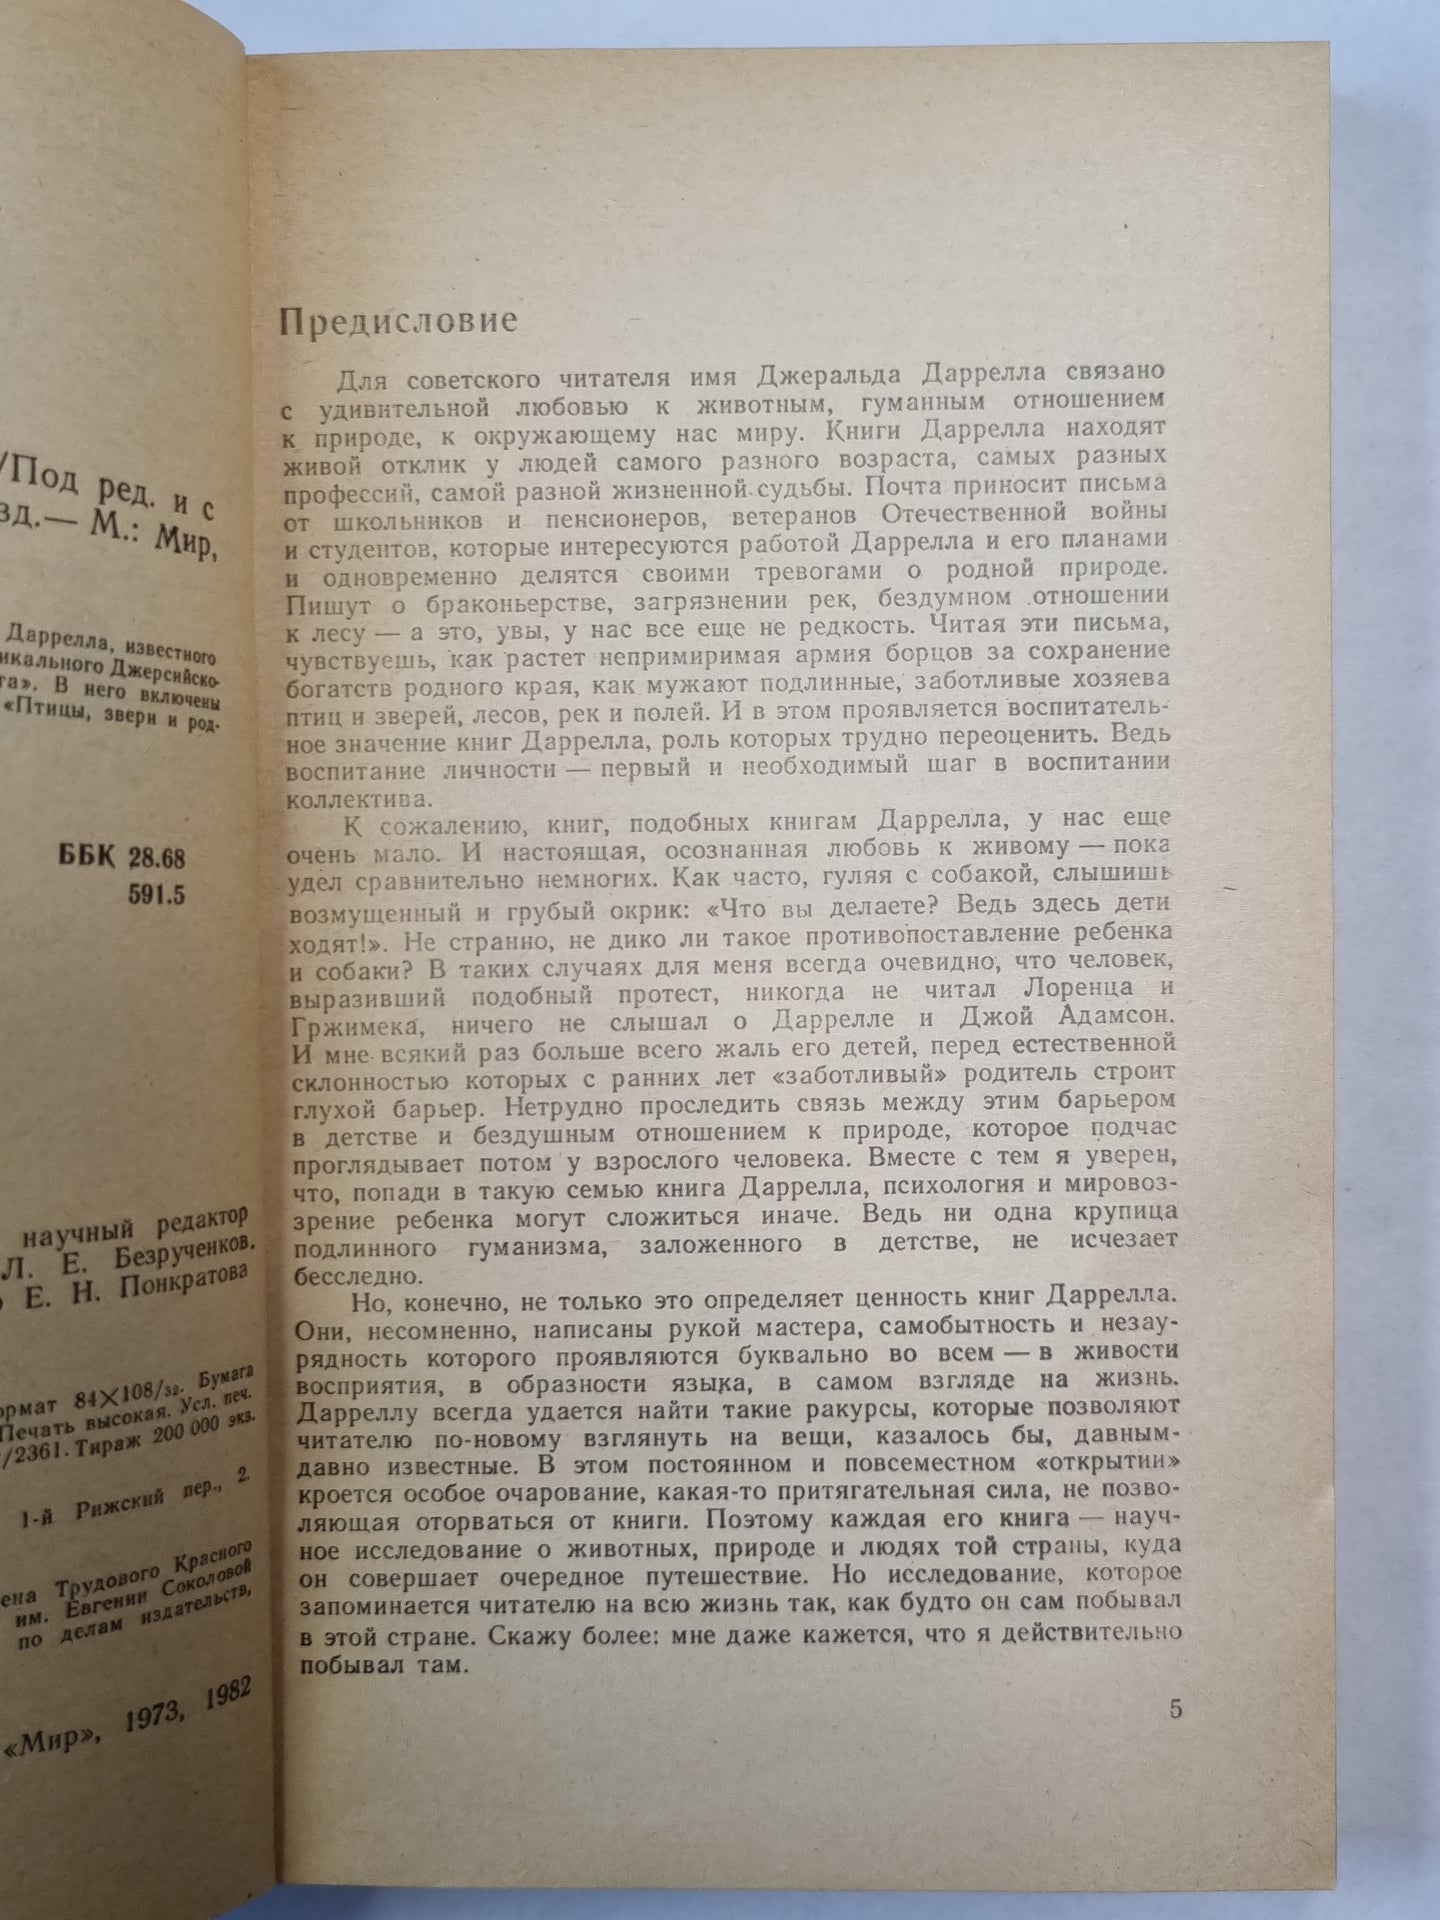 /Под ред. и с
зд.— М.: Мир,
Даррелла, известного
икального Джерсийско-
та». В него включены
«Птицы, звери и род-
ББК 28.68
591.5
научный редактор
Л. Е. Безрученков.
Е. Н. Понкратова
ормат 84×108/32. Бумага
Печать высокая. Усл. печ.
/2361. Тираж 200 000 экз.
1-й Рижский пер., 2.
ена Трудового Красного
им. Евгении Соколовой
по делам издательств,
«Мир», 1973, 1982
Предисловие
Для советского читателя имя Джеральда Даррелла связано
с удивительной любовью к животным, гуманным отношением
к природе, к окружающему нас миру. Книги Даррелла находят
живой отклик у людей самого разного возраста, самых разных
профессий, самой разной жизненной судьбы. Почта приносит письма
от школьников и пенсионеров, ветеранов Отечественной войны
и студентов, которые интересуются работой Даррелла и его планами
и одновременно делятся своими тревогами о родной природе.
Пишут о браконьерстве, загрязнении рек, бездумном отношении
к лесу — а это, увы, у нас все еще не редкость. Читая эти письма,
чувствуешь, как растет непримиримая армия борцов за сохранение
богатств родного края, как мужают подлинные, заботливые хозяева
птиц и зверей, лесов, рек и полей. И в этом проявляется воспитатель-
ное значение книг Даррелла, роль которых трудно переоценить. Ведь
воспитание личности — первый и необходимый шаг в воспитании
коллектива.
К сожалению, книг, подобных книгам Даррелла, у нас еще
очень мало. И настоящая, осознанная любовь к живому — пока
удел сравнительно немногих. Как часто, гуляя с собакой, слышишь
возмущенный и грубый окрик: «Что вы делаете? Ведь здесь дети
ходят!». Не странно, не дико ли такое противопоставление ребенка
и собаки? В таких случаях для меня всегда очевидно, что человек,
выразивший подобный протест, никогда не читал Лоренца и
Гржимека, ничего не слышал о Даррелле и Джой Адамсон.
И мне всякий раз больше всего жаль его детей, перед естественной
склонностью которых с ранних лет «заботливый» родитель строит
глухой барьер. Нетрудно проследить связь между этим барьером
в детстве и бездушным отношением к природе, которое подчас
проглядывает потом у взрослого человека. Вместе с тем я уверен,
что, попади в такую семью книга Даррелла, психология и мировоз-
зрение ребенка могут сложиться иначе. Ведь ни одна крупица
подлинного гуманизма, заложенного в детстве, не исчезает
бесследно.
Но, конечно, не только это определяет ценность книг Даррелла.
Они, несомненно, написаны рукой мастера, самобытность и незау-
рядность которого проявляются буквально во всем — в живости
восприятия, в образности языка, в самом взгляде на жизнь.
Дарреллу всегда удается найти такие ракурсы, которые позволяют
читателю по-новому взглянуть на вещи, казалось бы, давным-
давно известные. В этом постоянном и повсеместном «открытии»
кроется особое очарование, какая-то притягательная сила, не позво-
ляющая оторваться от книги. Поэтому каждая его книга — науч-
ное исследование о животных, природе и людях той страны, куда
он совершает очередное путешествие. Но исследование, которое
запоминается читателю на всю жизнь так, как будто он сам побывал
в этой стране. Скажу более: мне даже кажется, что я действительно
побывал там.
5